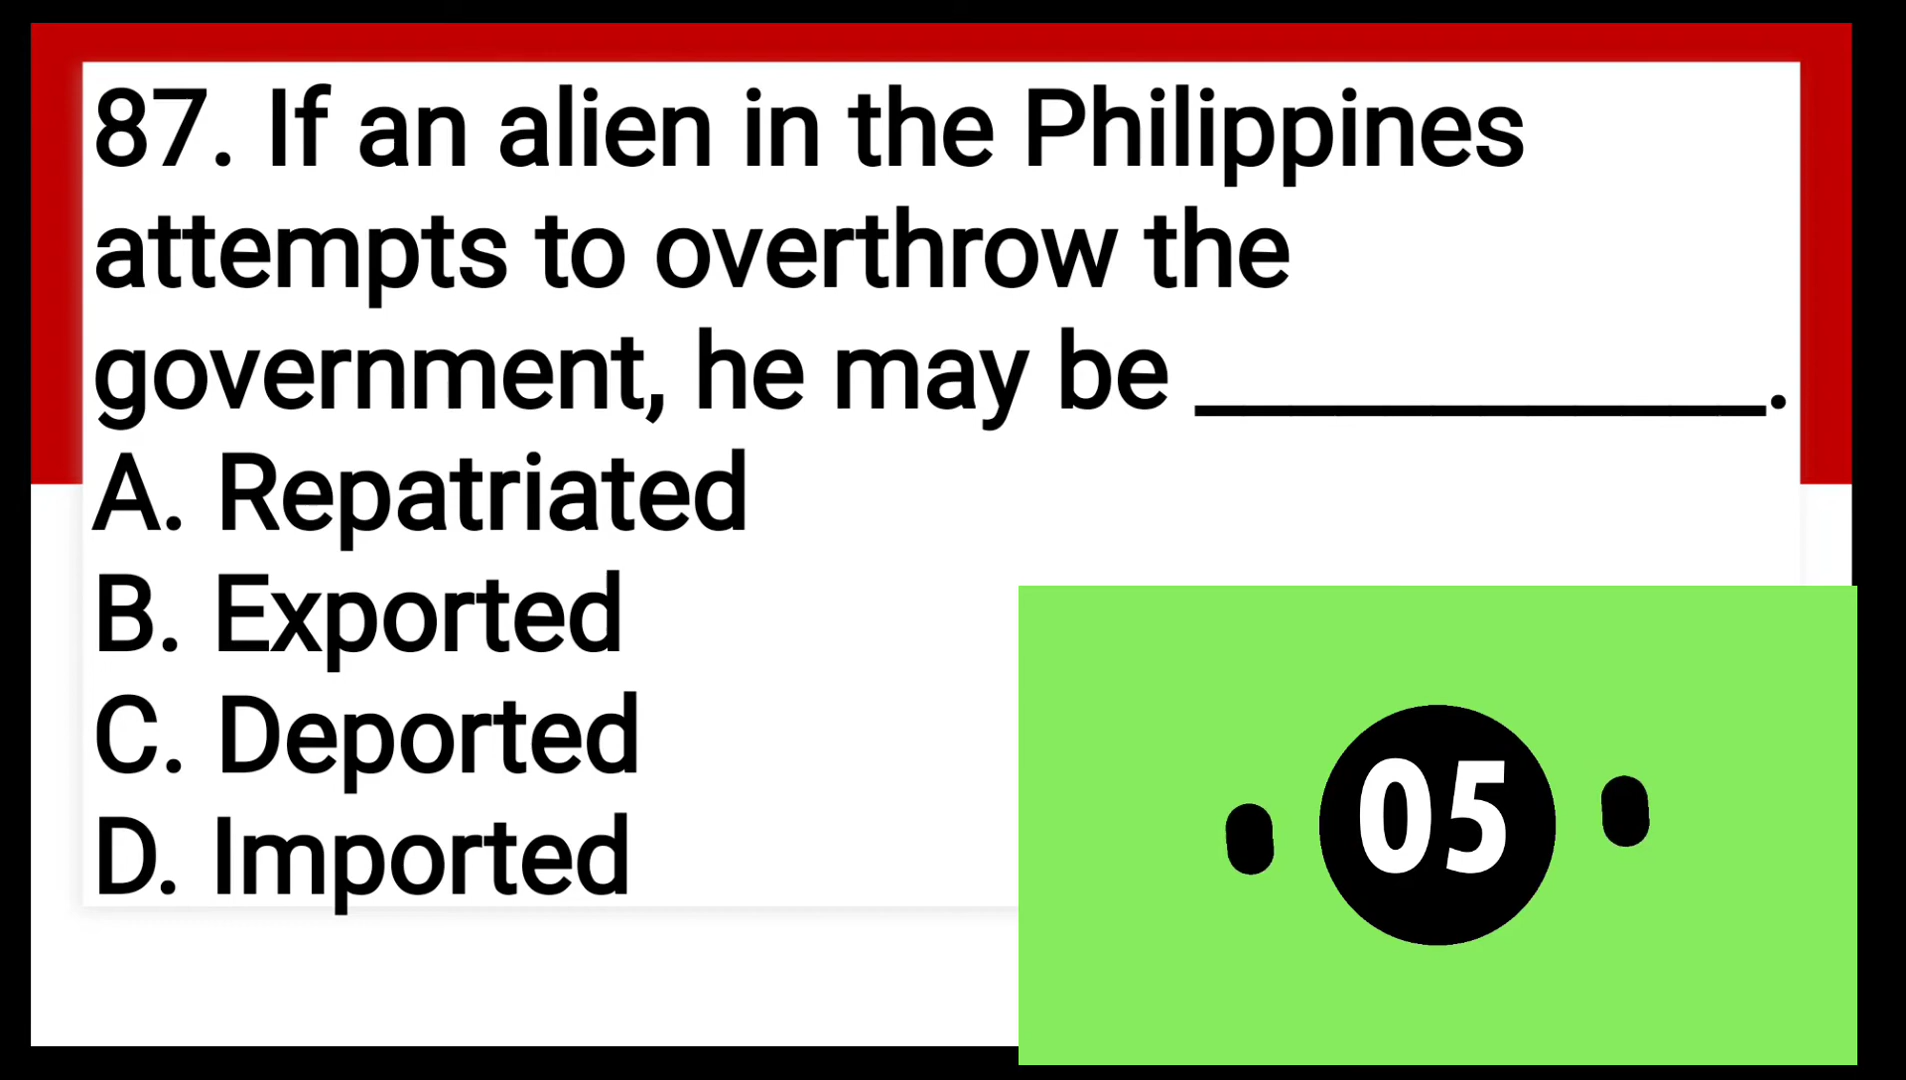 87. If an alien in the Philippines
attempts to overthrow the
government, he may be ____________.
A. Repatriated
B. Exported
C. Deported
D. Imported
05